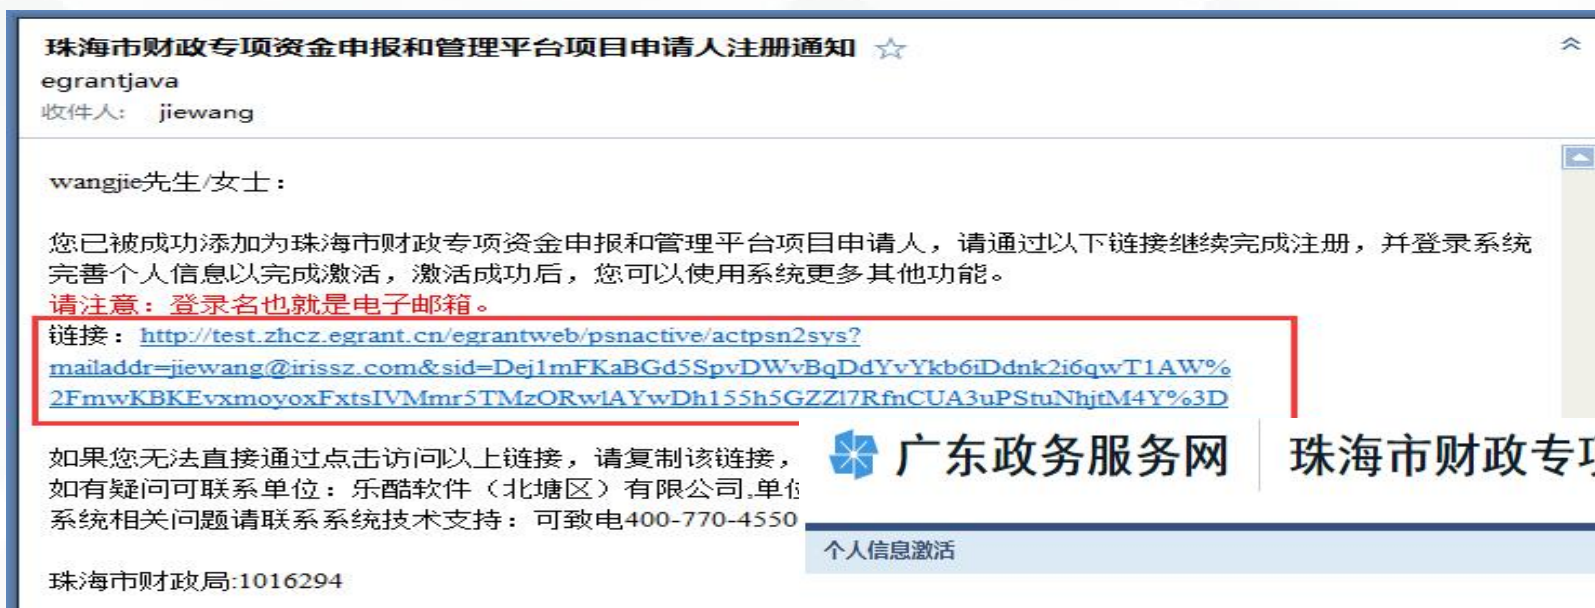 珠海市财政专项资金申报和管理平台项目申请人注册通知
egrantjava
收件人: jiewang
wangjie先生/女士：
您已被成功添加为珠海市财政专项资金申报和管理平台项目申请人，请通过以下链接继续完成注册，并登录系统
完善个人信息以完成激活，激活成功后，您可以使用系统更多其他功能。
请注意：登录名也就是电子邮箱。
链接：http://test.zhcz.egrant.cn/egrantweb/psnactive/actpsn2sys?
mailaddr=jiewang@irissz.com&sid=Dej1mFKaBGd5SpvDWvBqDdYvYkb6iDdnk2i6qwT1AW%
2FmwKBKEvxmoyoxFxtsIVMmr5TMzORwlAYwDh155h5GZZl7RfnCUA3uPStuNhjtM4Y%3D
如果您无法直接通过点击访问以上链接，请复制该链接，
如有疑问可联系单位：乐酷软件（北塘区）有限公司,单位
系统相关问题请联系系统技术支持：可致电400-770-4550
珠海市财政局:1016294
广东政务服务网
珠海市财政专项
个人信息激活